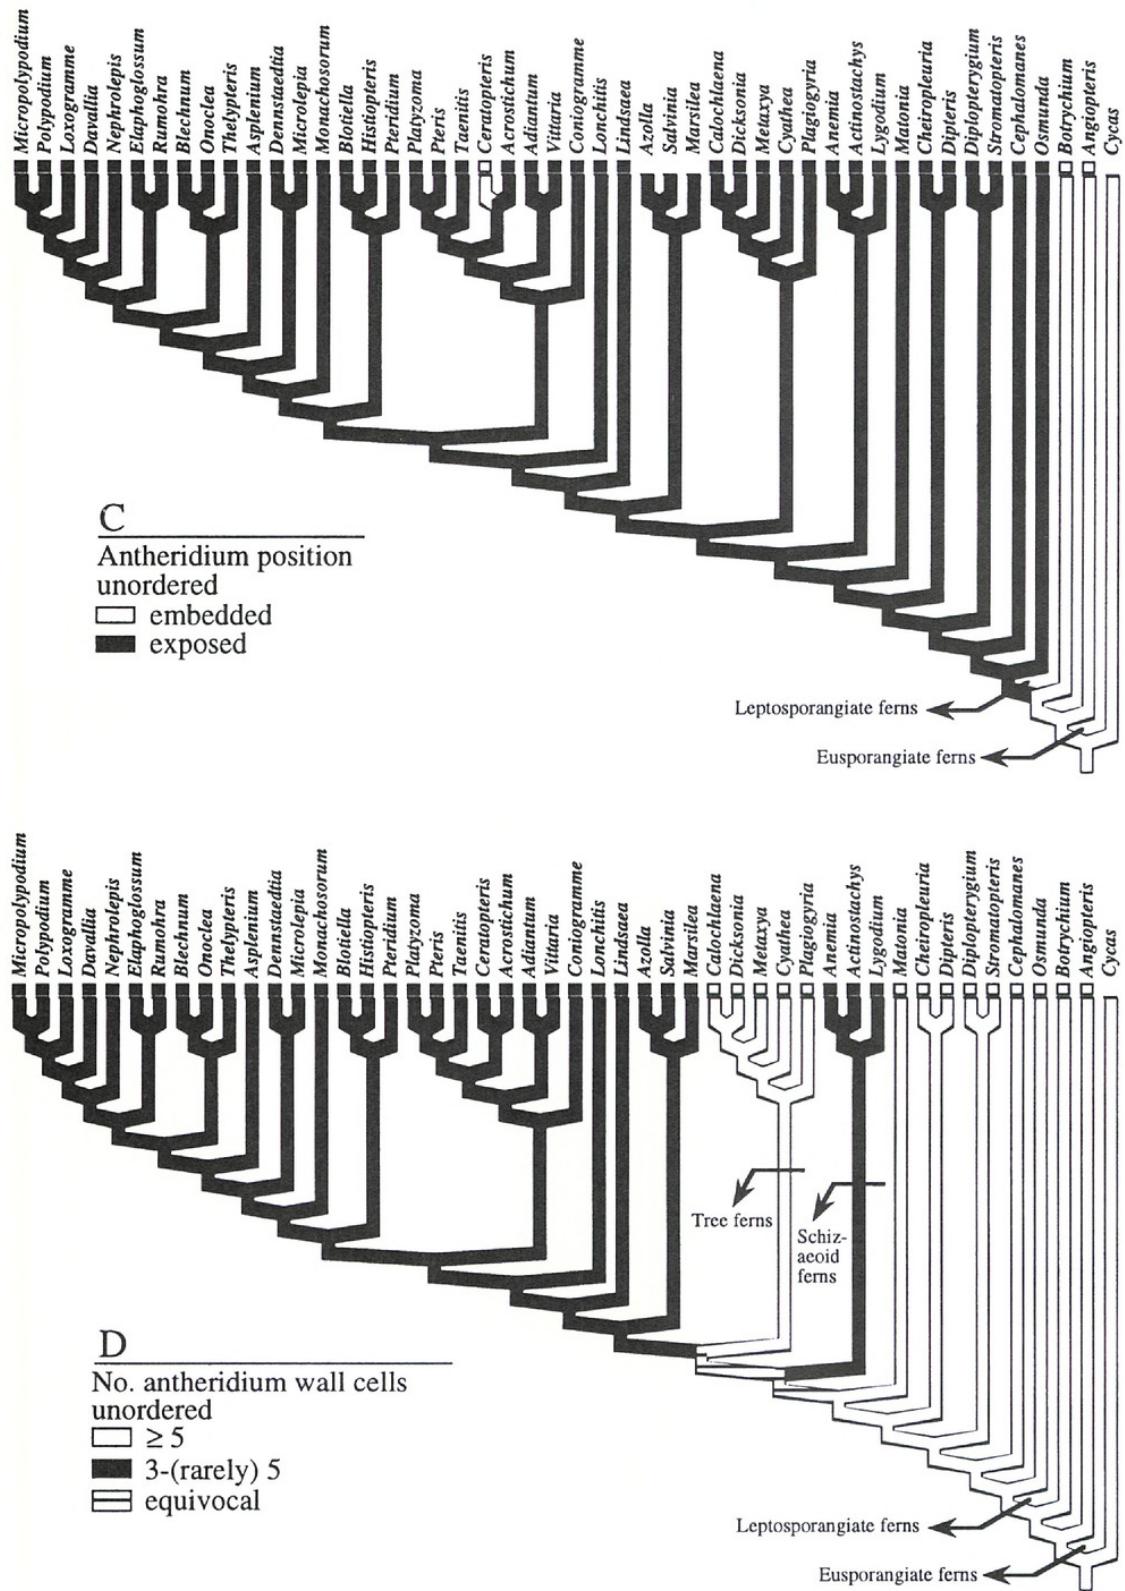 Micropolypodium
Polypodium
Loxogramme
Davallia
Nephrolepis
Elaphoglossum
Rumohra
Blechnum
Onoclea
Thelypteris
Asplenium
Dennstaedtia
Microlepia
Monachosorum
Blotiella
Histiopteris
Pteridium
Platyzoma
Pteris
Taenitis
Ceratopteris
Acrostichum
Adiantum
Vittaria
Coniogramme
Lonchitis
Lindsaea
Azolla
Salvinia
Marsilea
Calochlaena
Dicksonia
Metaxya
Cyathea
Plagiogyria
Anemia
Actinostachys
Lygodium
Matonia
Cheiropleuria
Dipteris
Diplopterygium
Stromatopteris
Cephalomanes
Osmunda
Botrychium
Angiopteris
Cycas
C
Antheridium position
unordered
embedded
exposed
Leptosporangiate ferns
Eusporangiate ferns
Micropolypodium
Polypodium
Loxogramme
Davallia
Nephrolepis
Elaphoglossum
Rumohra
Blechnum
Onoclea
Thelypteris
Asplenium
Dennstaedtia
Microlepia
Monachosorum
Blotiella
Histiopteris
Pteridium
Platyzoma
Pteris
Taenitis
Ceratopteris
Acrostichum
Adiantum
Vittaria
Coniogramme
Lonchitis
Lindsaea
Azolla
Salvinia
Marsilea
Calochlaena
Dicksonia
Metaxya
Cyathea
Plagiogyria
Anemia
Actinostachys
Lygodium
Matonia
Cheiropleuria
Dipteris
Diplopterygium
Stromatopteris
Cephalomanes
Osmunda
Botrychium
Angiopteris
Cycas
Tree ferns
Schiz-
aeoid
ferns
D
No. antheridium wall cells
unordered
≥ 5
3-(rarely) 5
equivocal
Leptosporangiate ferns
Eusporangiate ferns